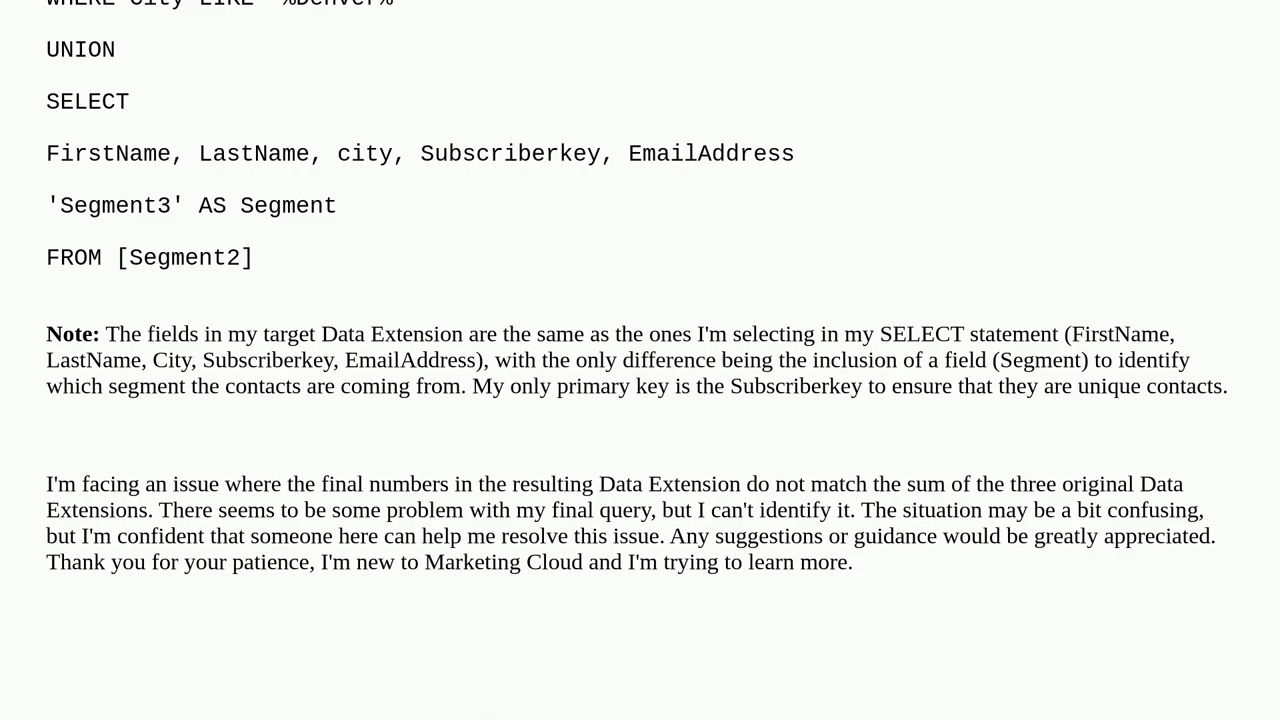 WHERE City LIKE '%Denver%'
UNION
SELECT
FirstName, LastName, city, Subscriberkey, EmailAddress
'Segment3' AS Segment
FROM [Segment2]
Note: The fields in my target Data Extension are the same as the ones I'm selecting in my SELECT statement (FirstName,
LastName, City, Subscriberkey, EmailAddress), with the only difference being the inclusion of a field (Segment) to identify
which segment the contacts are coming from. My only primary key is the Subscriberkey to ensure that they are unique contacts.
I'm facing an issue where the final numbers in the resulting Data Extension do not match the sum of the three original Data
Extensions. There seems to be some problem with my final query, but I can't identify it. The situation may be a bit confusing,
but I'm confident that someone here can help me resolve this issue. Any suggestions or guidance would be greatly appreciated.
Thank you for your patience, I'm new to Marketing Cloud and I'm trying to learn more.